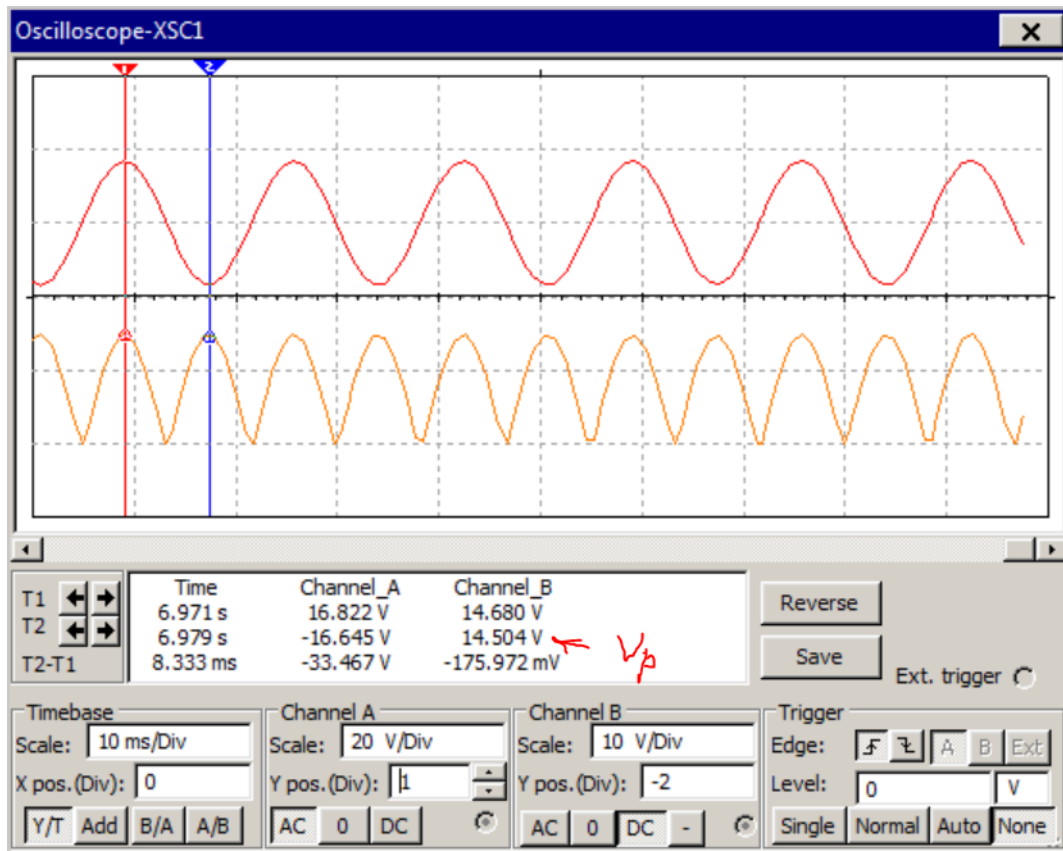 Oscilloscope-XSC1
1 2
Time Channel_A Channel_B
T1 6.971 s 16.822 V 14.680 V
T2 6.979 s -16.645 V 14.504 V Vp
T2-T1 8.333 ms -33.467 V -175.972 mV
Reverse
Save
Ext. trigger
Timebase Channel A Channel B Trigger
Scale: 10 ms/Div Scale: 20 V/Div Scale: 10 V/Div Edge: A B Ext
X pos.(Div): 0 Y pos.(Div): 1 Y pos.(Div): -2 Level: 0 V
Y/T Add B/A A/B AC 0 DC AC 0 DC - Single Normal Auto None